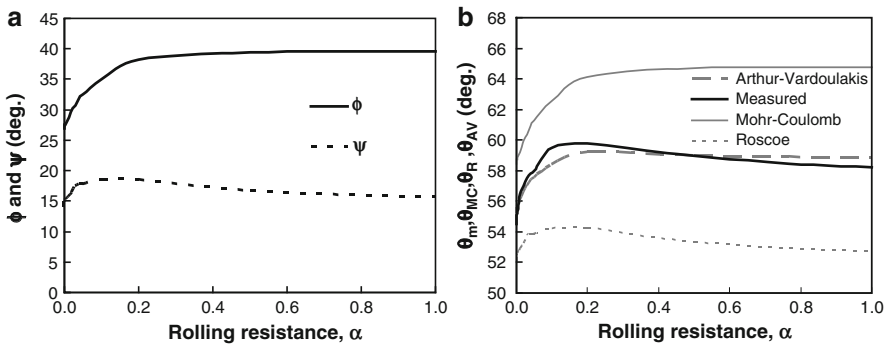 a
45
40
35
30
25
20
15
10
5
0
0.0 0.2 0.4 0.6 0.8 1.0
ϕ and ψ (deg.)
Rolling resistance, α
ϕ
ψ
b
68
66
64
62
60
58
56
54
52
50
0.0 0.2 0.4 0.6 0.8 1.0
θm,θMC,θR ,θAV (deg.)
Rolling resistance, α
Arthur-Vardoulakis
Measured
Mohr-Coulomb
Roscoe